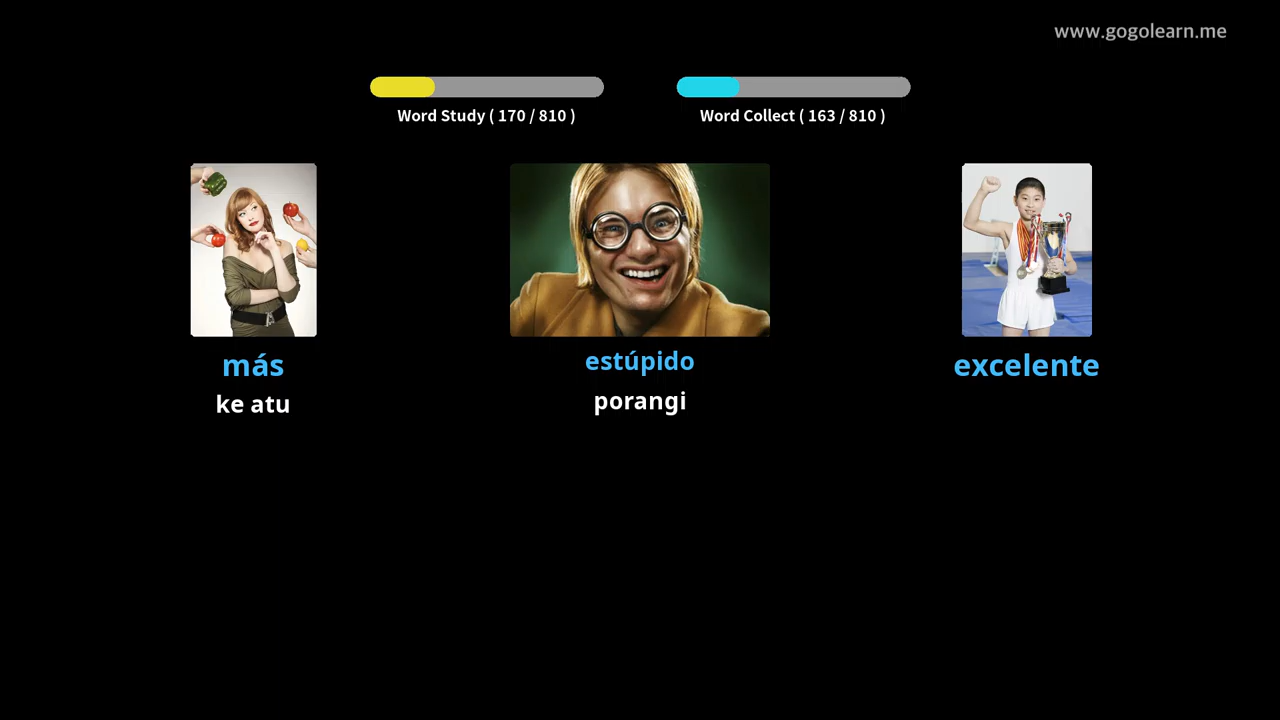 www.gogolearn.me
Word Study ( 170 / 810 )
Word Collect ( 163 / 810 )
más
ke atu
estúpido
porangi
excelente